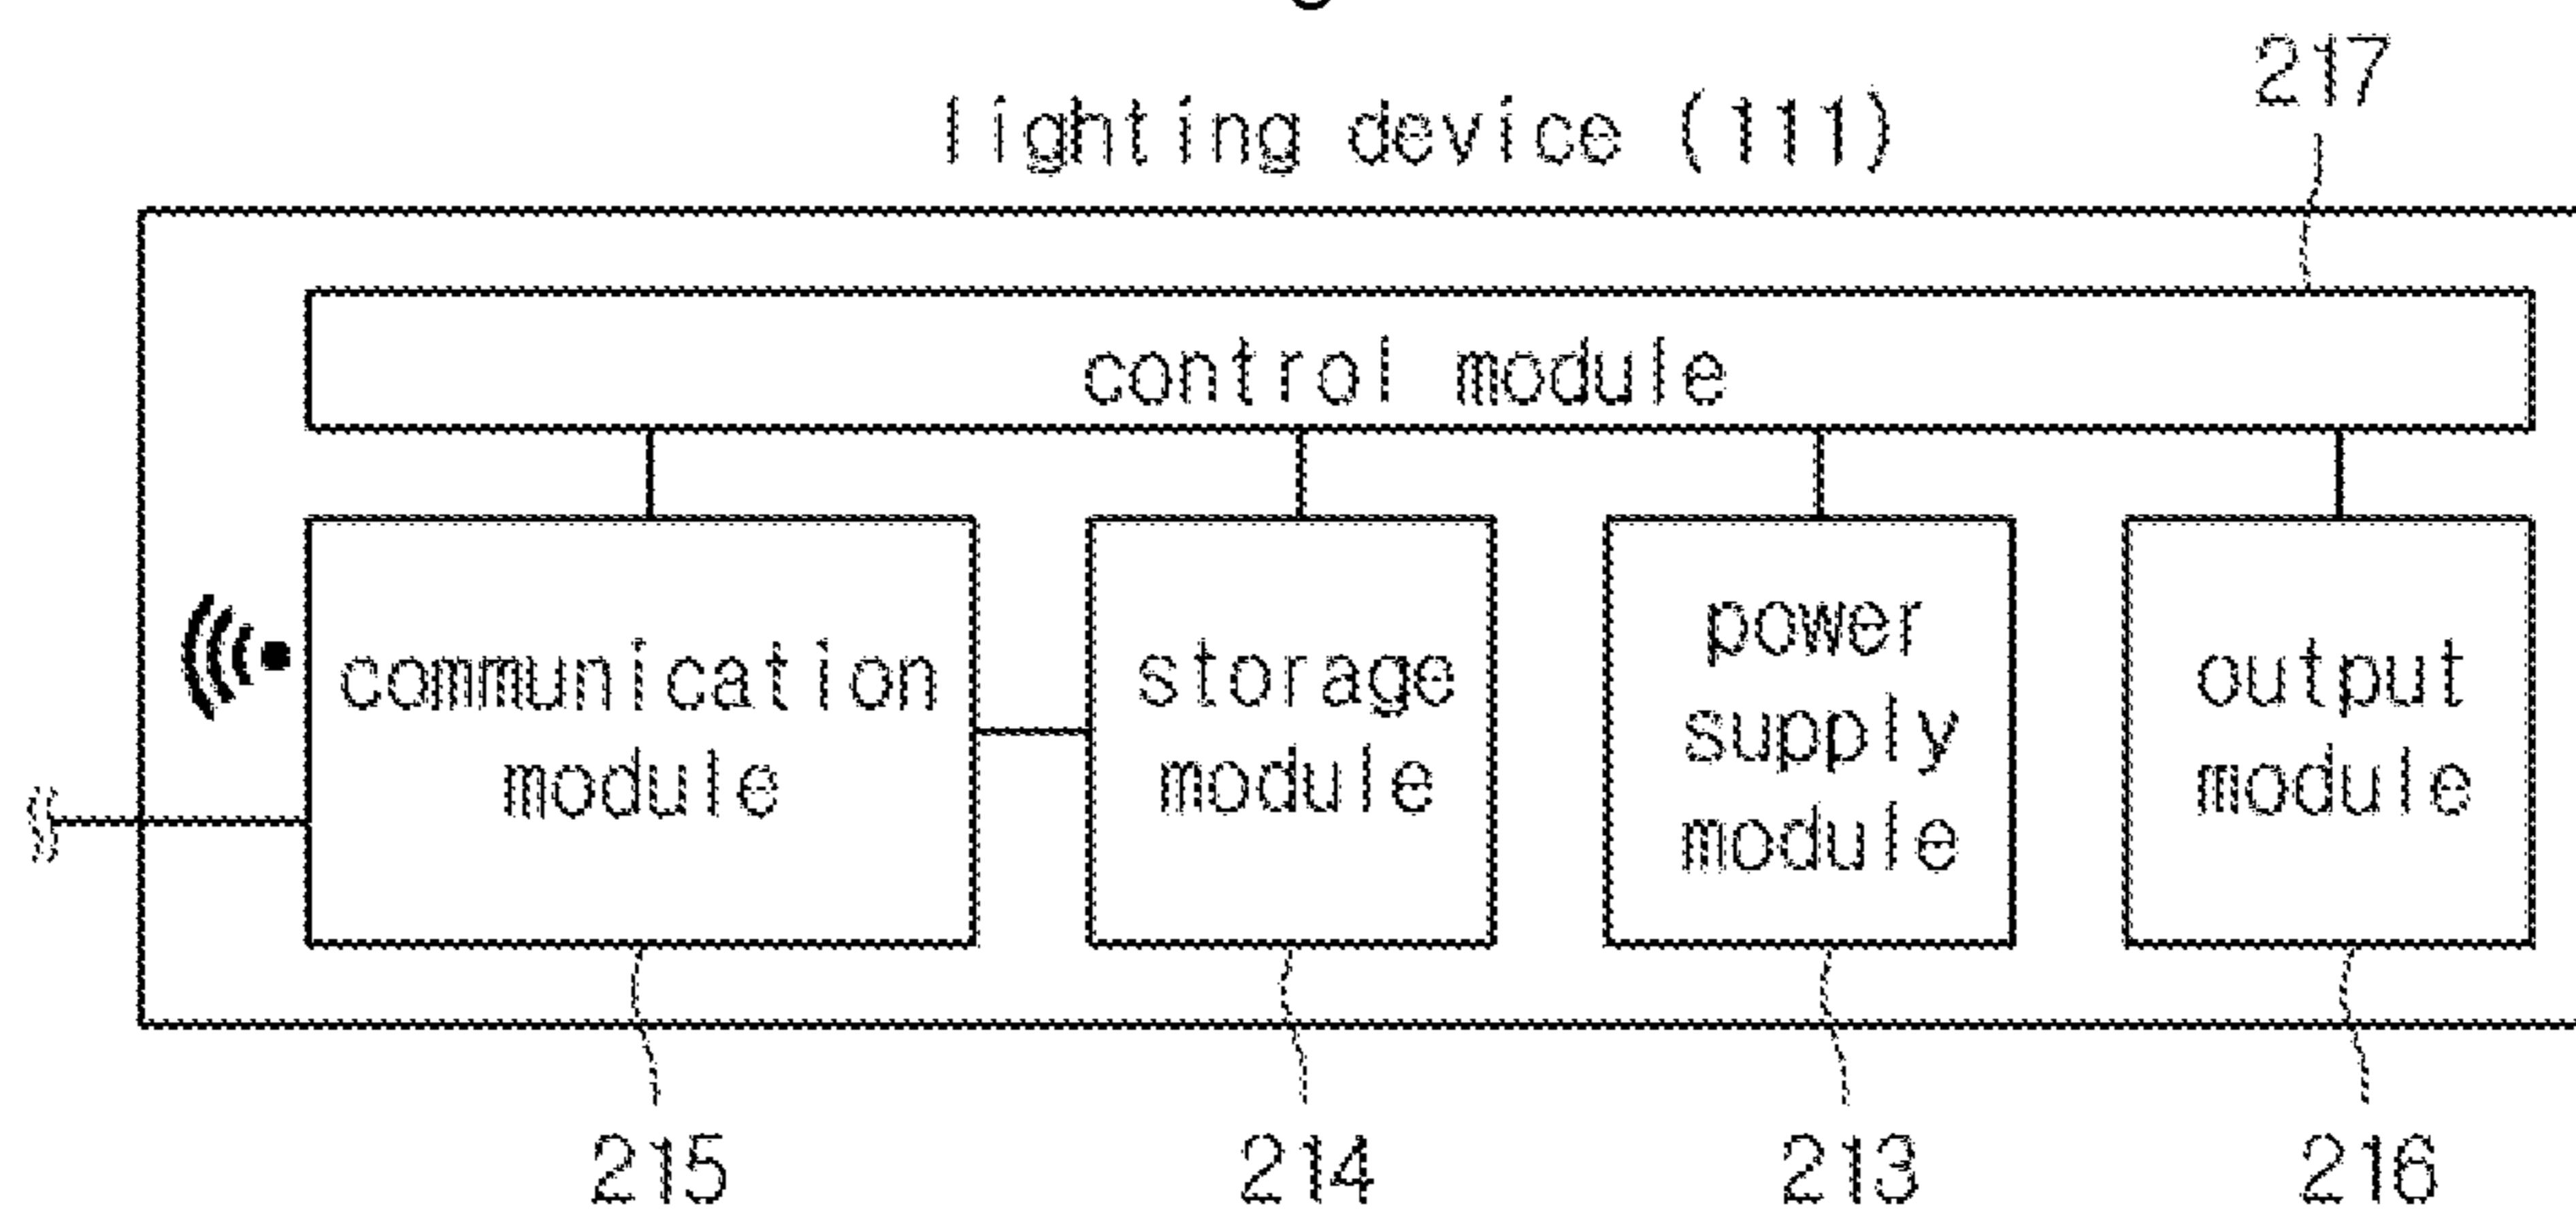 217
lighting device (111)
control module
communication
module
storage
module
power
supply
module
output
module
215
214
213
216